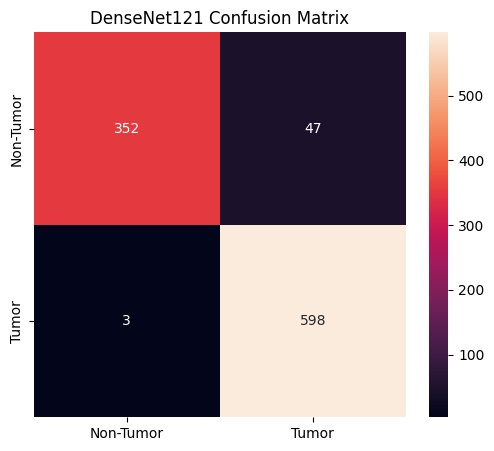 DenseNet121 Confusion Matrix
Non-Tumor
352
47
Tumor
3
598
Non-Tumor
Tumor
500
400
300
200
100